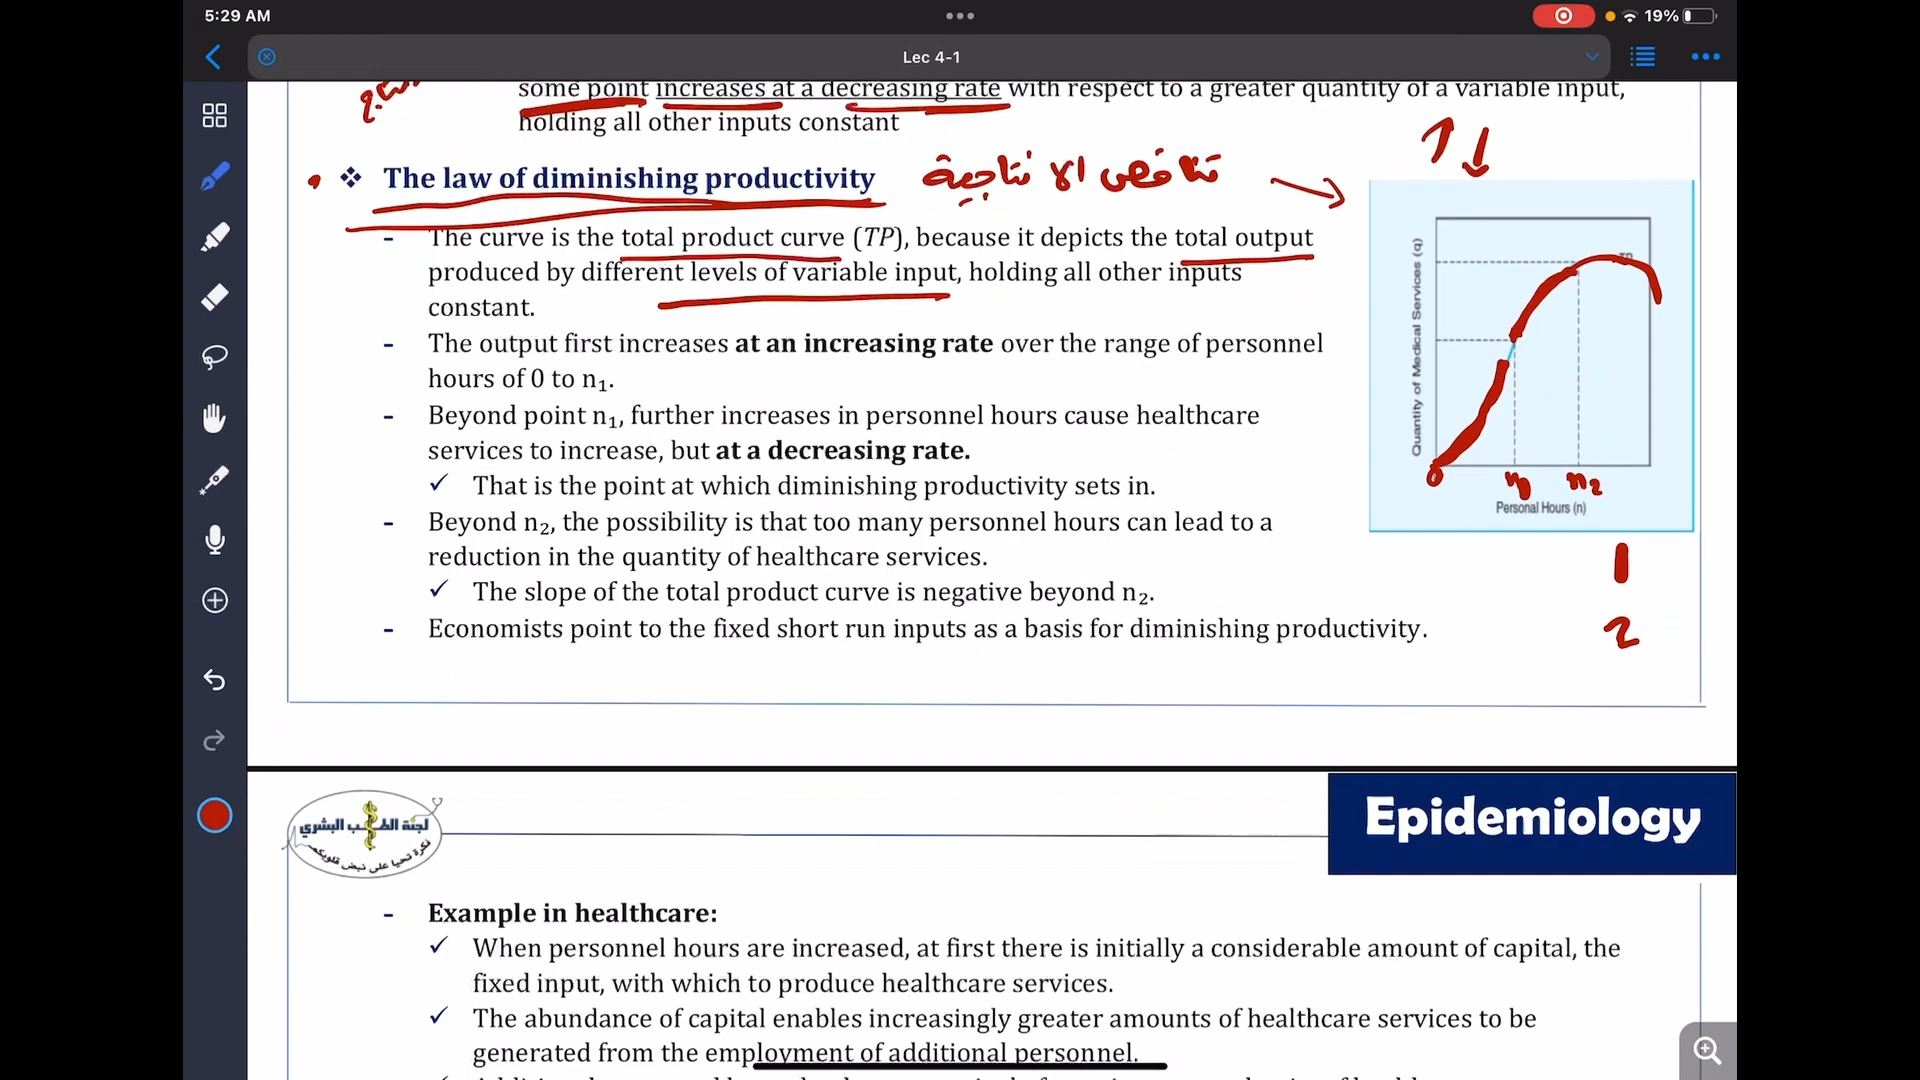 5:29 AM
19%
Lec 4-1
some point increases at a decreasing rate with respect to a greater quantity of a variable input,
holding all other inputs constant
❖ The law of diminishing productivity تناقض الانتاجية
- The curve is the total product curve (TP), because it depicts the total output
produced by different levels of variable input, holding all other inputs
constant.
- The output first increases at an increasing rate over the range of personnel
hours of 0 to n₁.
- Beyond point n₁, further increases in personnel hours cause healthcare
services to increase, but at a decreasing rate.
✓ That is the point at which diminishing productivity sets in.
- Beyond n₂, the possibility is that too many personnel hours can lead to a
reduction in the quantity of healthcare services.
✓ The slope of the total product curve is negative beyond n₂.
- Economists point to the fixed short run inputs as a basis for diminishing productivity.
Quantity of Medical Services (q)
TP
0
n₂
Personal Hours (n)
1
2
لجنة الطب البشري
فكرة تحيا على نبض قلوبكم
Epidemiology
- Example in healthcare:
✓ When personnel hours are increased, at first there is initially a considerable amount of capital, the
fixed input, with which to produce healthcare services.
✓ The abundance of capital enables increasingly greater amounts of healthcare services to be
generated from the employment of additional personnel.